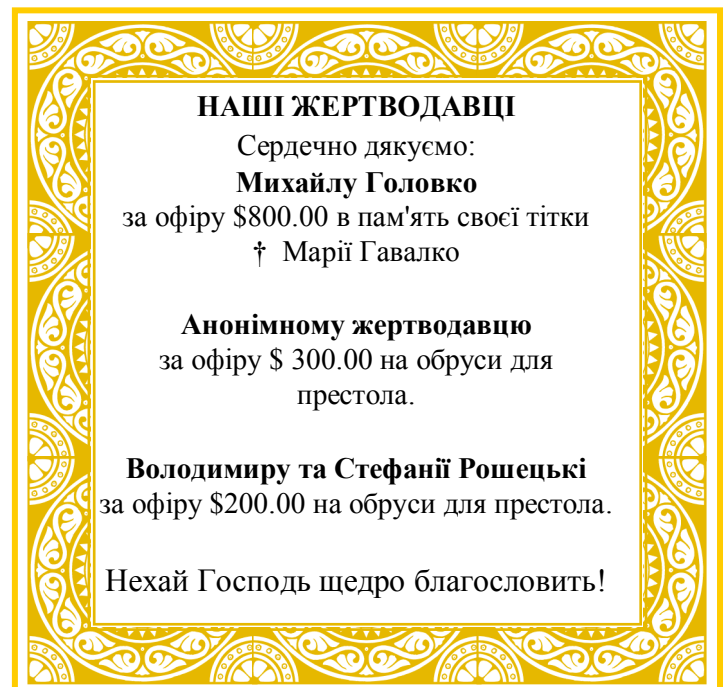 НАШІ ЖЕРТВОДАВЦІ
Сердечно дякуємо:
Михайлу Головко
за офіру $800.00 в пам'ять своєї тітки
† Марії Гавалко
Анонімному жертводавцю
за офіру $ 300.00 на обруси для
престола.
Володимиру та Стефанії Рошецькі
за офіру $200.00 на обруси для престола.
Нехай Господь щедро благословить!